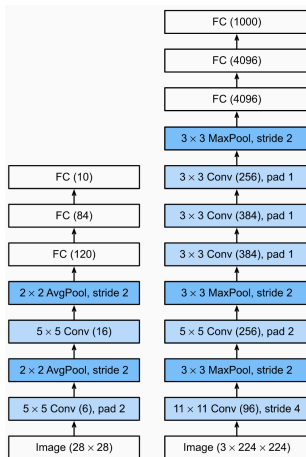 FC (1000)
FC (4096)
FC (4096)
3 × 3 MaxPool, stride 2
FC (10)
3 × 3 Conv (256), pad 1
FC (84)
3 × 3 Conv (384), pad 1
FC (120)
3 × 3 Conv (384), pad 1
2 × 2 AvgPool, stride 2
3 × 3 MaxPool, stride 2
5 × 5 Conv (16)
5 × 5 Conv (256), pad 2
2 × 2 AvgPool, stride 2
3 × 3 MaxPool, stride 2
5 × 5 Conv (6), pad 2
11 × 11 Conv (96), stride 4
Image (28 × 28)
Image (3 × 224 × 224)